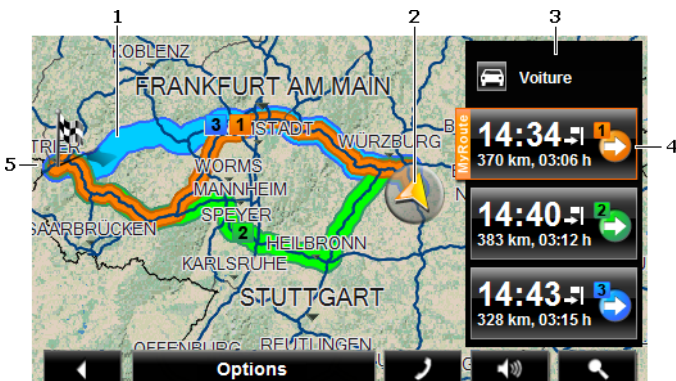 1
2
3
KOBLENZ
Voiture
FRANKFURT AM MAIN
3
1
STADT
MyRoute
14:34
1
370 km, 03:06 h
4
TRIER
WÜRZBURG
5
WORMS
MANNHEIM
SPEYER
14:40
2
383 km, 03:12 h
SAARBRÜCKEN
2
HEILBRONN
KARLSRUHE
14:43
3
328 km, 03:15 h
STUTTGART
OFFENBURG
REUTLINGEN
Options